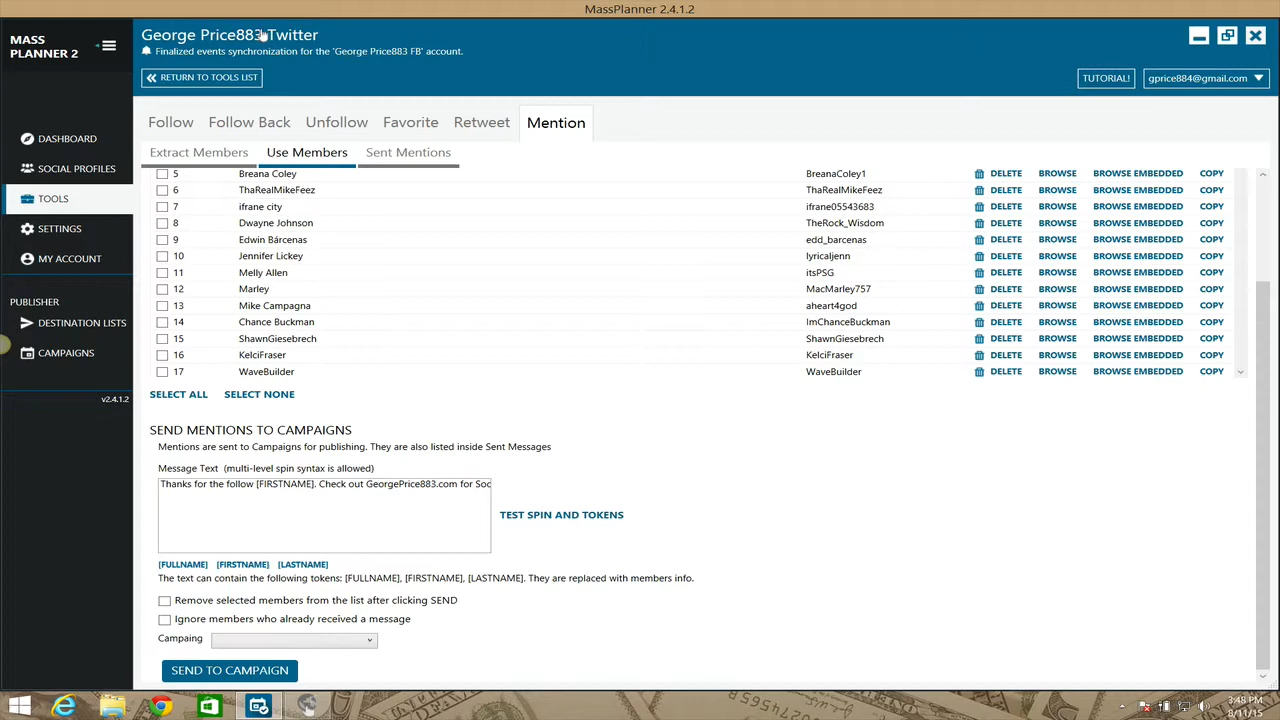 MassPlanner 2.4.1.2
MASS PLANNER 2
George Price883 Twitter
Finalized events synchronization for the 'George Price883 FB' account.
RETURN TO TOOLS LIST
TUTORIAL!
gprice884@gmail.com
DASHBOARD
SOCIAL PROFILES
TOOLS
SETTINGS
MY ACCOUNT
PUBLISHER
DESTINATION LISTS
CAMPAIGNS
v2.4.1.2
Follow Follow Back Unfollow Favorite Retweet Mention
Extract Members Use Members Sent Mentions
5 Breana Coley BreanaColey1 DELETE BROWSE BROWSE EMBEDDED COPY
6 ThaRealMikeFeez ThaRealMikeFeez DELETE BROWSE BROWSE EMBEDDED COPY
7 ifrane city ifrane05543683 DELETE BROWSE BROWSE EMBEDDED COPY
8 Dwayne Johnson TheRock_Wisdom DELETE BROWSE BROWSE EMBEDDED COPY
9 Edwin Bárcenas edd_barcenas DELETE BROWSE BROWSE EMBEDDED COPY
10 Jennifer Lickey lyricaljenn DELETE BROWSE BROWSE EMBEDDED COPY
11 Melly Allen itsPSG DELETE BROWSE BROWSE EMBEDDED COPY
12 Marley MacMarley757 DELETE BROWSE BROWSE EMBEDDED COPY
13 Mike Campagna aheart4god DELETE BROWSE BROWSE EMBEDDED COPY
14 Chance Buckman ImChanceBuckman DELETE BROWSE BROWSE EMBEDDED COPY
15 ShawnGiesebrech ShawnGiesebrech DELETE BROWSE BROWSE EMBEDDED COPY
16 KelciFraser KelciFraser DELETE BROWSE BROWSE EMBEDDED COPY
17 WaveBuilder WaveBuilder DELETE BROWSE BROWSE EMBEDDED COPY
SELECT ALL SELECT NONE
SEND MENTIONS TO CAMPAIGNS
Mentions are sent to Campaigns for publishing. They are also listed inside Sent Messages
Message Text (multi-level spin syntax is allowed)
Thanks for the follow [FIRSTNAME]. Check out GeorgePrice883.com for Soc
TEST SPIN AND TOKENS
[FULLNAME] [FIRSTNAME] [LASTNAME]
The text can contain the following tokens: [FULLNAME], [FIRSTNAME], [LASTNAME]. They are replaced with members info.
Remove selected members from the list after clicking SEND
Ignore members who already received a message
Campaing
SEND TO CAMPAIGN
3:48 PM
8/11/15